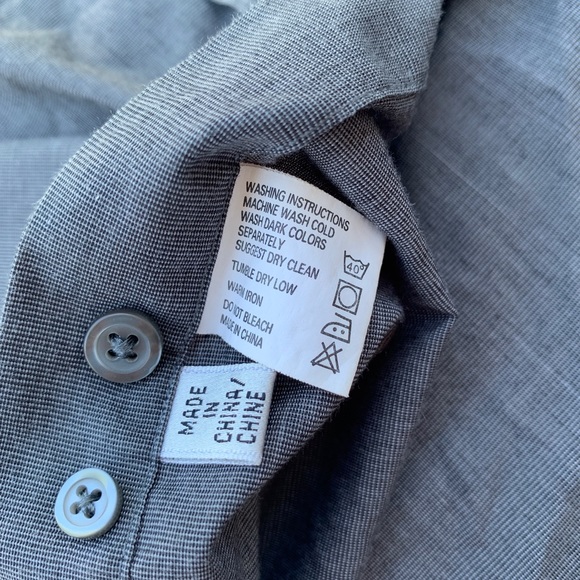 WASHING INSTRUCTIONS
MACHINE WASH COLD
WASH DARK COLORS
SEPARATELY
SUGGEST DRY CLEAN
TUMBLE DRY LOW
WARM IRON
DO NOT BLEACH
MADE IN CHINA
40
MADE
IN
CHINA/
CHINE